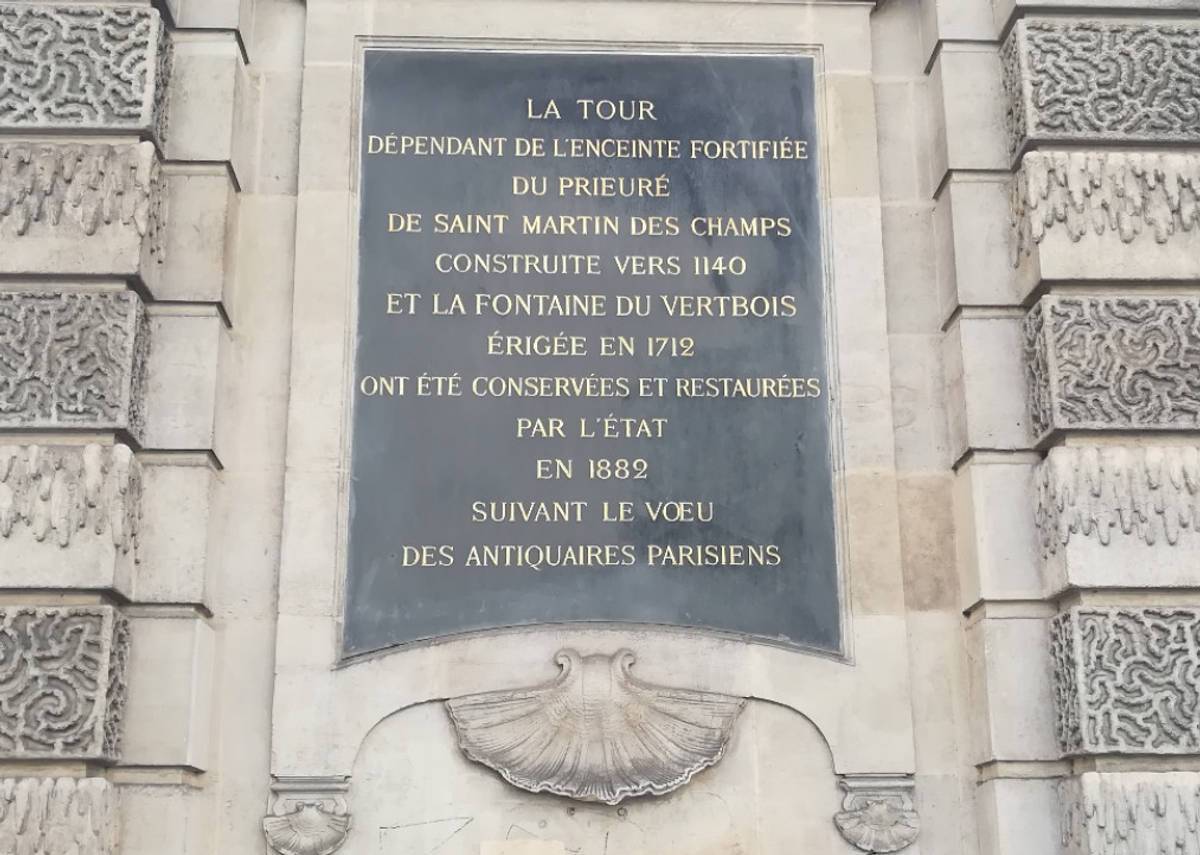 LA TOUR
DÉPENDANT DE L'ENCEINTE FORTIFIÉE
DU PRIEURÉ
DE SAINT MARTIN DES CHAMPS
CONSTRUITE VERS 1140
ET LA FONTAINE DU VERTBOIS
ÉRIGÉE EN 1712
ONT ÉTÉ CONSERVÉES ET RESTAURÉES
PAR L'ÉTAT
EN 1882
SUIVANT LE VŒU
DES ANTIQUAIRES PARISIENS